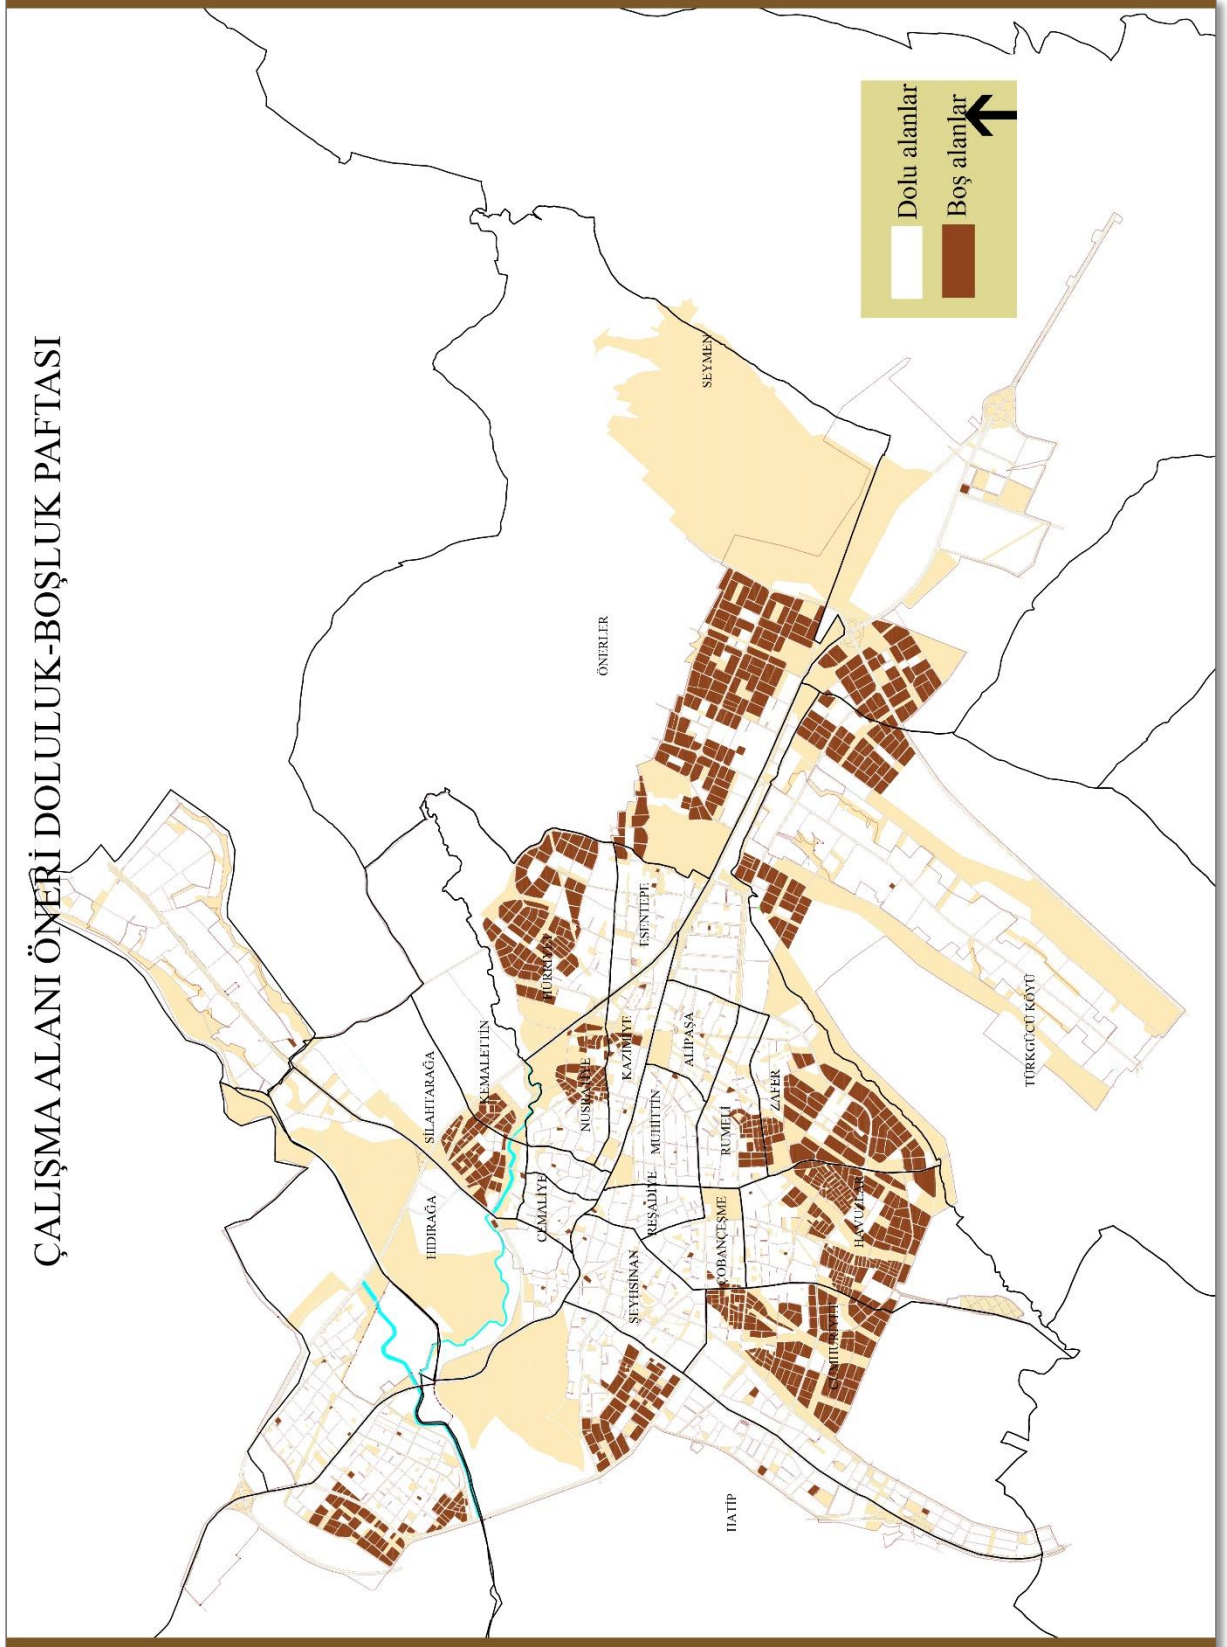 ÇALIŞMA ALANI ÖNERİ DOLULUK-BOŞLUK PAFTASI
Dolu alanlar
Boş alanlar
SEYMEN
ÖNERLER
TÜRKGÜCÜ KÖYÜ
ESENTEPE
HÜRRİYET
KAZIMİYE
NUSRATİYE
ALİPAŞA
MUHİTTİN
ZAFER
RUMELİ
KEMALETTİN
SİLAHTARAĞA
HIDIRAĞA
CEMALİYE
REŞADİYE
ÇOBANÇEŞME
HAVUZLAR
ŞEYHSİNAN
CUMHURİYET
HATİP